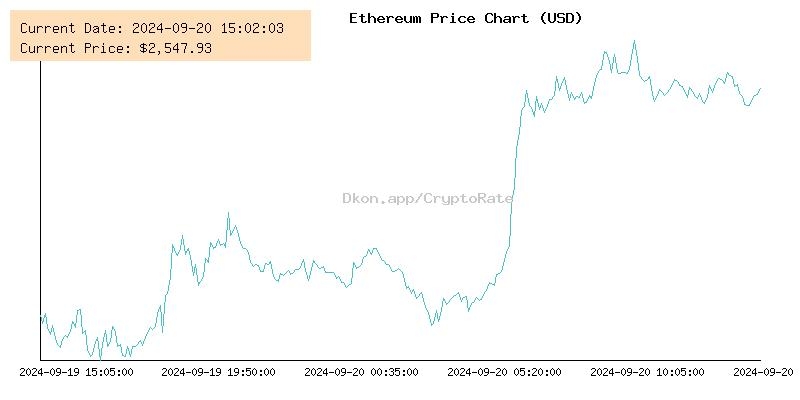 Ethereum Price Chart (USD)
Current Date: 2024-09-20 15:02:03
Current Price: $2,547.93
Dkon.app/CryptoRate
2024-09-19 15:05:00 2024-09-19 19:50:00 2024-09-20 00:35:00 2024-09-20 05:20:00 2024-09-20 10:05:00 2024-09-20